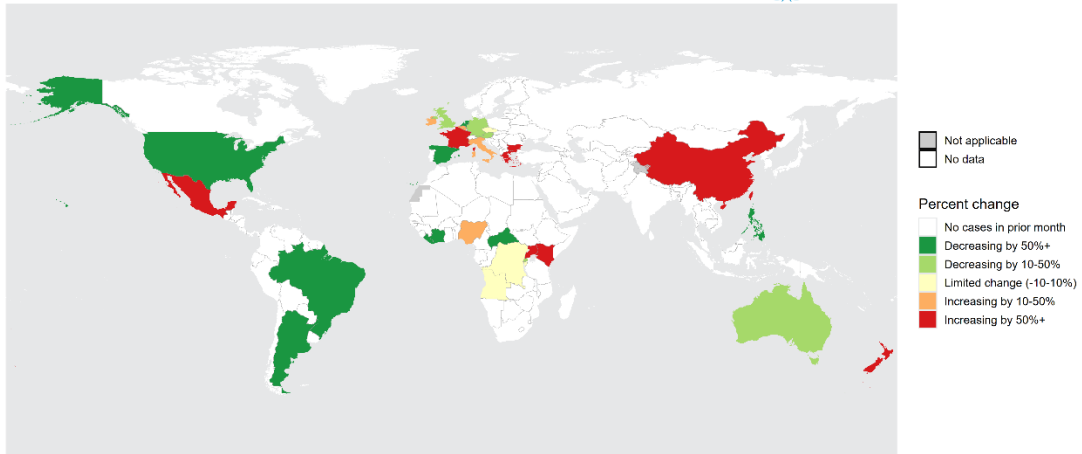 Not applicable
No data
Percent change
No cases in prior month
Decreasing by 50%+
Decreasing by 10-50%
Limited change (-10-10%)
Increasing by 10-50%
Increasing by 50%+